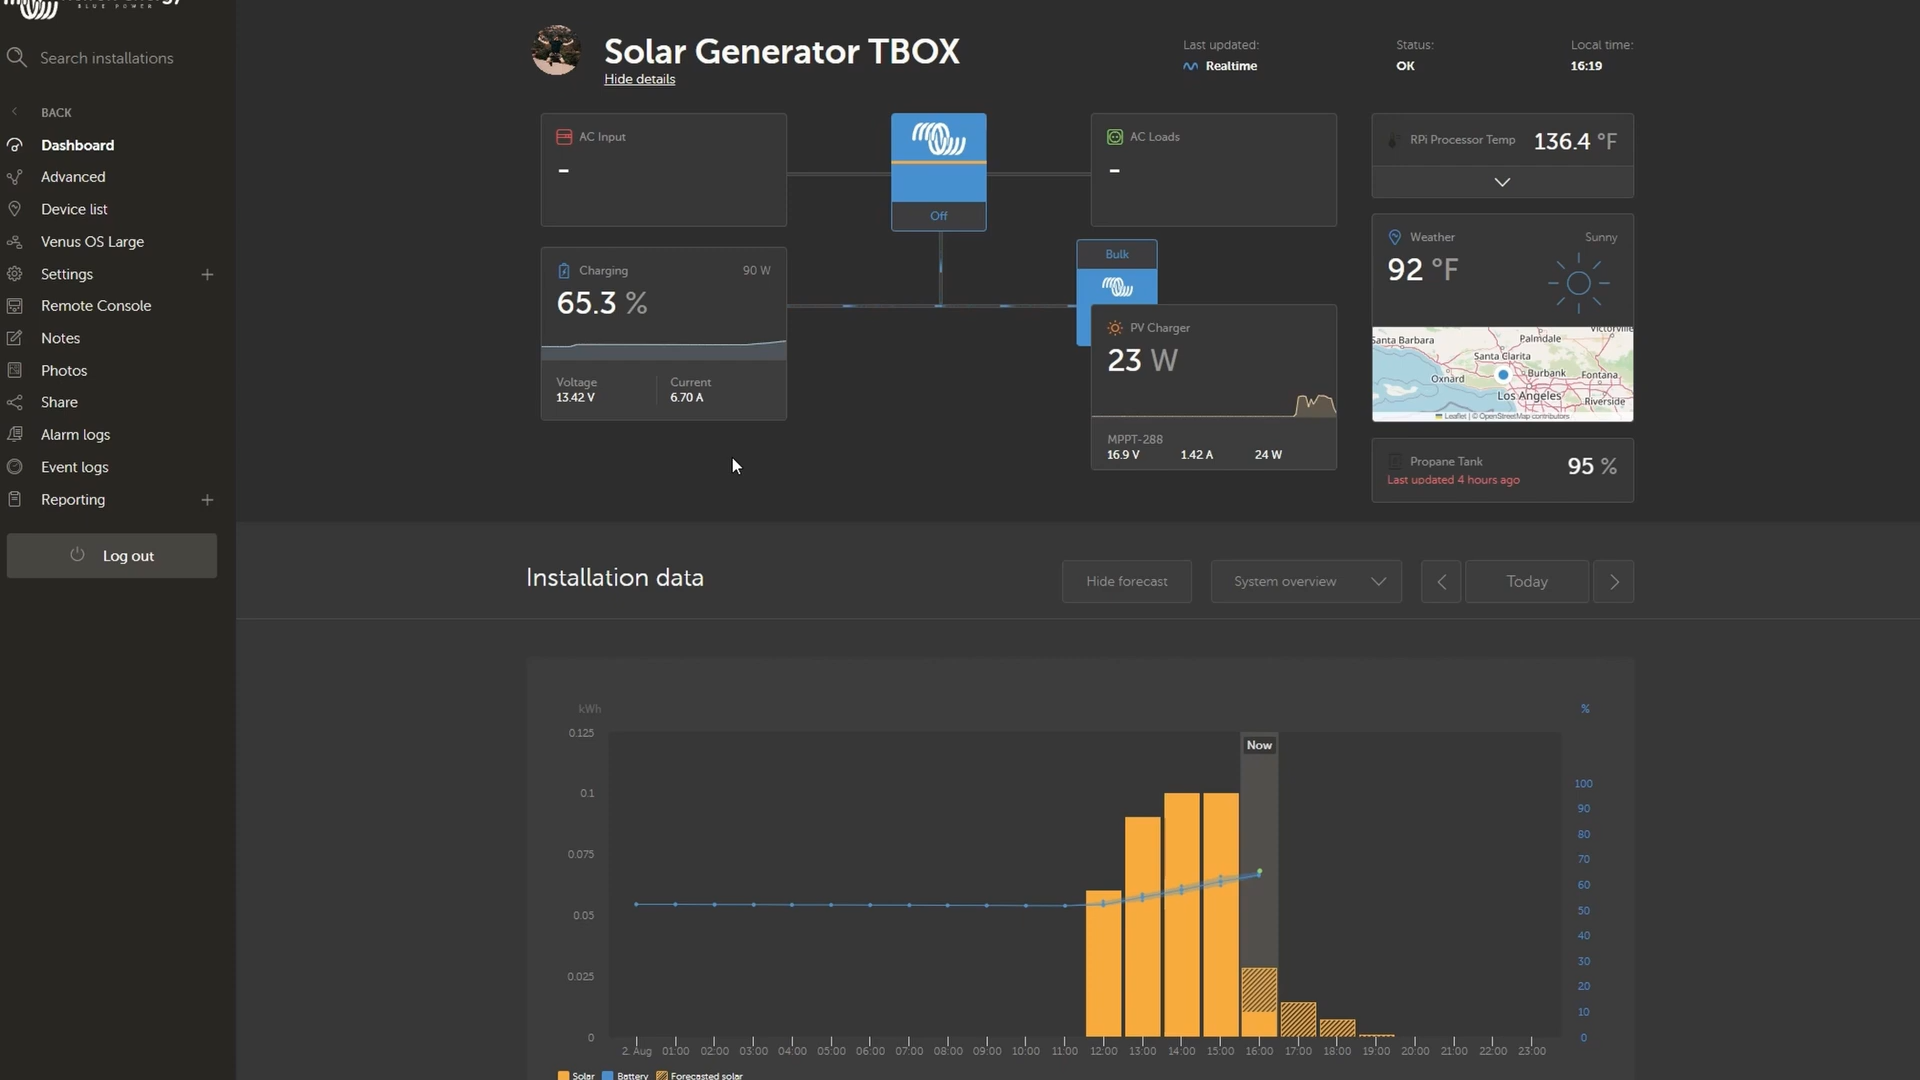 BLUE POWER
Search installations
BACK
Dashboard
Advanced
Device list
Venus OS Large
Settings
Remote Console
Notes
Photos
Share
Alarm logs
Event logs
Reporting
Log out
Solar Generator TBOX
Hide details
Last updated:
Realtime
Status:
OK
Local time:
16:19
AC Input
-
Off
AC Loads
-
Charging 90 W
65.3 %
Voltage
13.42 V
Current
6.70 A
Bulk
PV Charger
23 W
MPPT-288
16.9 V 1.42 A 24 W
RPi Processor Temp 136.4 °F
Weather Sunny
92 °F
Santa Barbara
Palmdale
Victorville
Santa Clarita
Oxnard
Burbank
Fontana
Los Angeles
Riverside
Leaflet | © OpenStreetMap contributors
Propane Tank 95 %
Last updated 4 hours ago
Installation data
Hide forecast
System overview
Today
kWh
%
0.125
0.1
0.075
0.05
0.025
0
Now
100
90
80
70
60
50
40
30
20
10
0
2. Aug 01:00 02:00 03:00 04:00 05:00 06:00 07:00 08:00 09:00 10:00 11:00 12:00 13:00 14:00 15:00 16:00 17:00 18:00 19:00 20:00 21:00 22:00 23:00
Solar Battery Forecasted solar